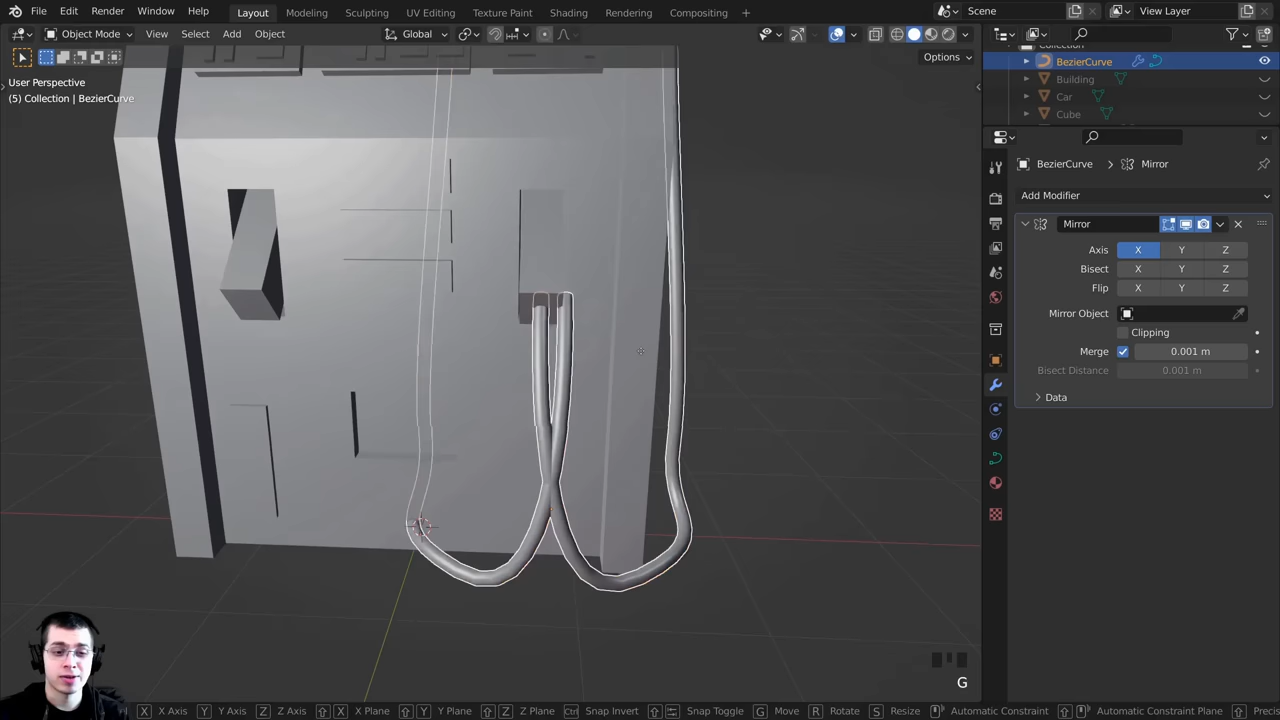 File Edit Render Window Help Layout Modeling Sculpting UV Editing Texture Paint Shading Rendering Compositing Scene View Layer
Object Mode View Select Add Object Global
Options
User Perspective
(5) Collection | BezierCurve
Collection
BezierCurve
Building
Car
Cube
BezierCurve > Mirror
Add Modifier
Mirror
Axis X Y Z
Bisect X Y Z
Flip X Y Z
Mirror Object
Clipping
Merge 0.001 m
Bisect Distance 0.001 m
Data
G
X X Axis Y Y Axis Z Z Axis X X Plane Y Y Plane Z Z Plane Ctrl Snap Invert Snap Toggle G Move R Rotate S Resize Automatic Constraint Automatic Constraint Plane Precis